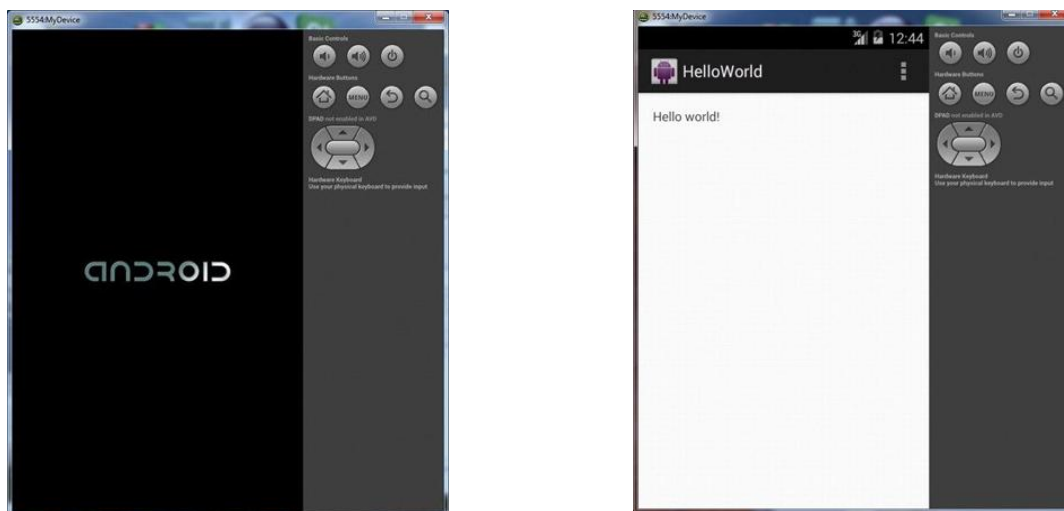 5554:MyDevice
Basic Controls
Hardware Buttons
MENU
DPAD not enabled in AVD
Hardware Keyboard
Use your physical keyboard to provide input
ANDROID
5554:MyDevice
3G 12:44
HelloWorld
Hello world!
Basic Controls
Hardware Buttons
MENU
DPAD not enabled in AVD
Hardware Keyboard
Use your physical keyboard to provide input